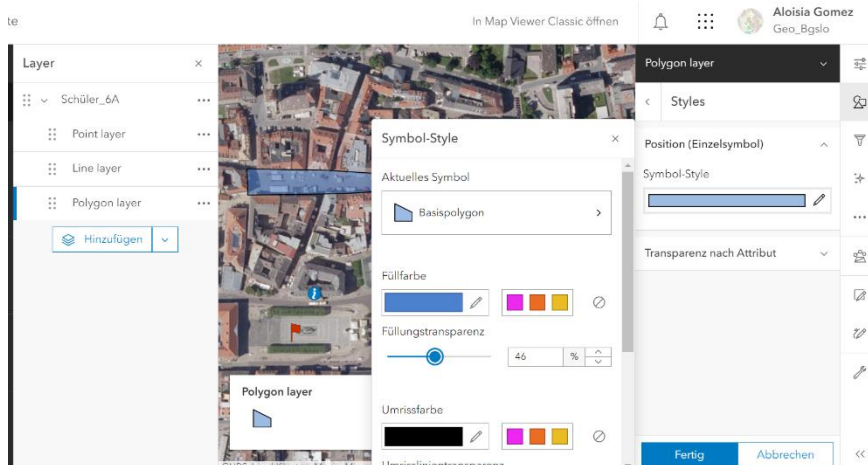 te
In Map Viewer Classic öffnen
Aloisia Gomez
Geo_Bgslo
Layer
Schüler_6A
Point layer
Line layer
Polygon layer
Hinzufügen
Polygon layer
Symbol-Style
Aktuelles Symbol
Basispolygon
Füllfarbe
Füllungstransparenz
46 %
Umrissfarbe
Umrisslinientransparenz
Polygon layer
Styles
Position (Einzelsymbol)
Symbol-Style
Transparenz nach Attribut
Fertig
Abbrechen